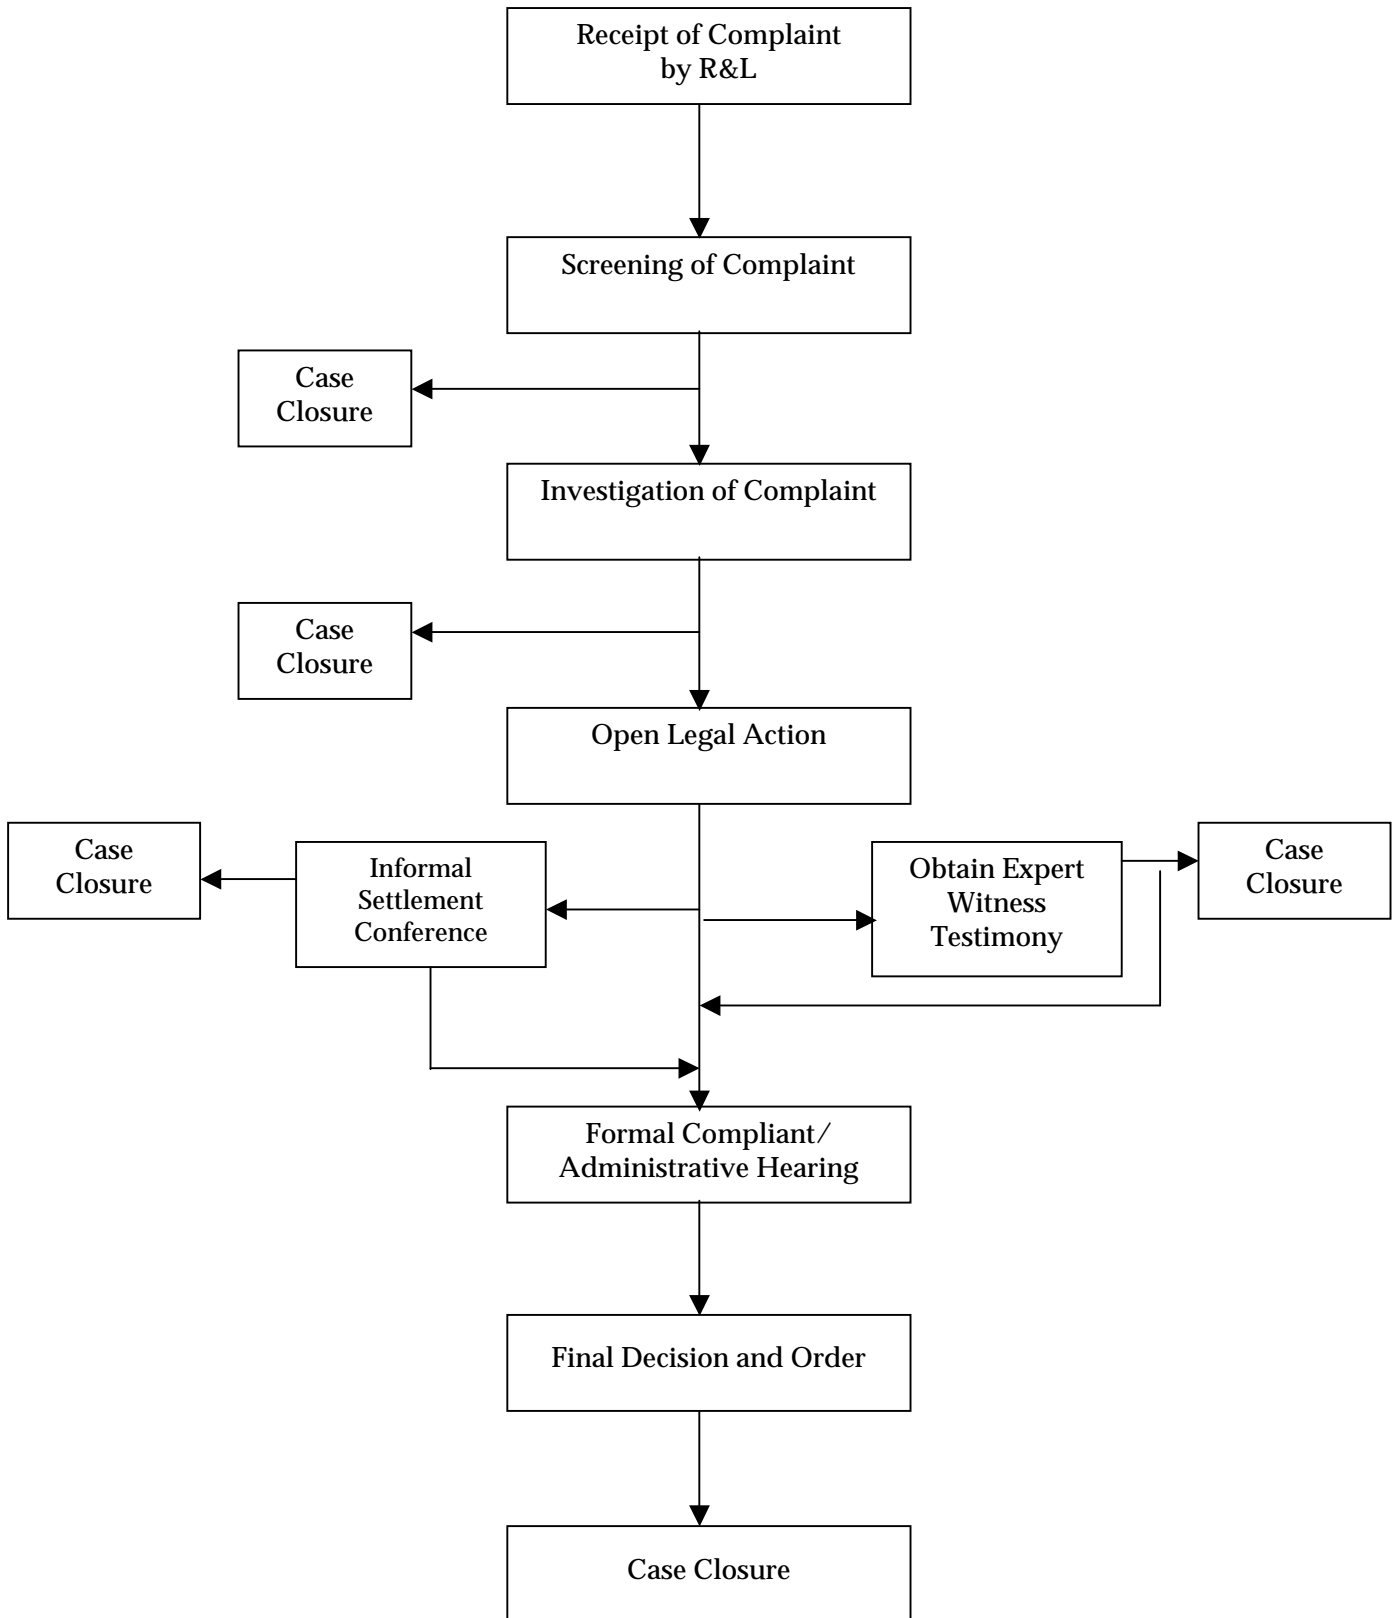 Receipt of Complaint
by R&L
Screening of Complaint
Case
Closure
Investigation of Complaint
Case
Closure
Open Legal Action
Case
Closure
Informal
Settlement
Conference
Obtain Expert
Witness
Testimony
Case
Closure
Formal Compliant/
Administrative Hearing
Final Decision and Order
Case Closure